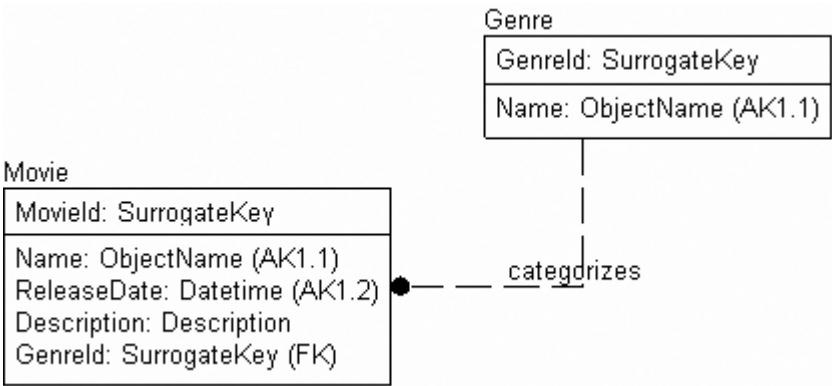 Genre
GenreId: SurrogateKey
Name: ObjectName (AK1.1)
Movie
MovieId: SurrogateKey
Name: ObjectName (AK1.1)
ReleaseDate: Datetime (AK1.2)
Description: Description
GenreId: SurrogateKey (FK)
categorizes